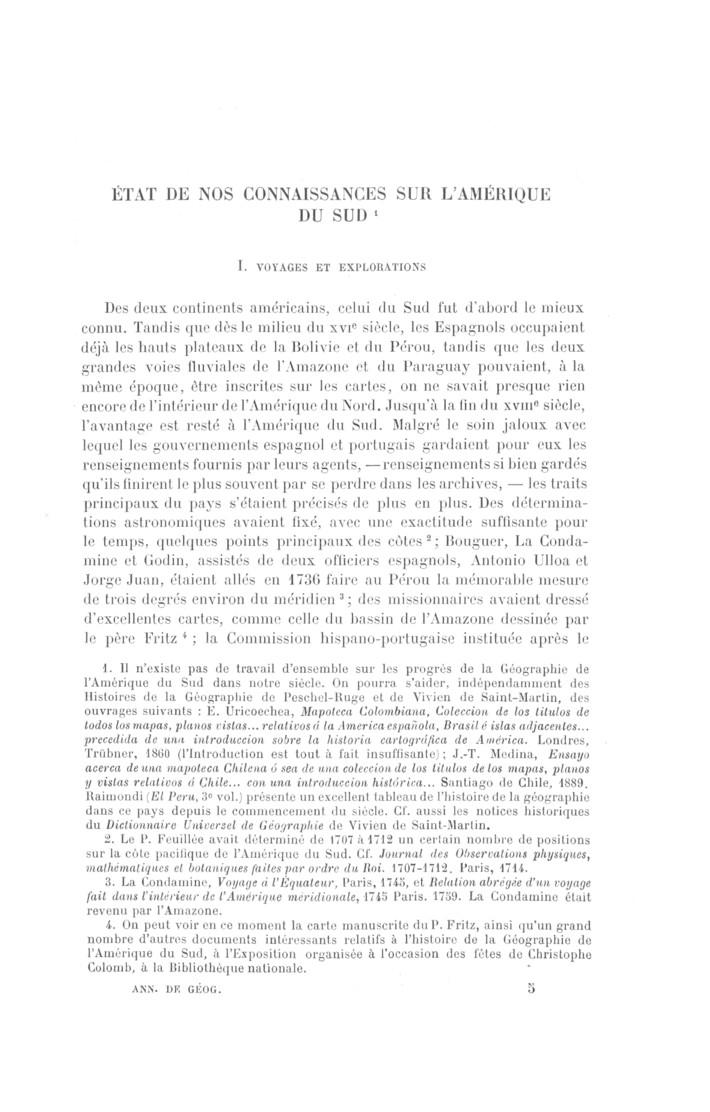 ÉTAT DE NOS CONNAISSANCES SUR L'AMÉRIQUE
DU SUD ¹
I. VOYAGES ET EXPLORATIONS
Des deux continents américains, celui du Sud fut d'abord le mieux
connu. Tandis que dès le milieu du XVIᵉ siècle, les Espagnols occupaient
déjà les hauts plateaux de la Bolivie et du Pérou, tandis que les deux
grandes voies fluviales de l'Amazone et du Paraguay pouvaient, à la
même époque, être inscrites sur les cartes, on ne savait presque rien
encore de l'intérieur de l'Amérique du Nord. Jusqu'à la fin du XVIIIᵉ siècle,
l'avantage est resté à l'Amérique du Sud. Malgré le soin jaloux avec
lequel les gouvernements espagnol et portugais gardaient pour eux les
renseignements fournis par leurs agents, — renseignements si bien gardés
qu'ils finirent le plus souvent par se perdre dans les archives, — les traits
principaux du pays s'étaient précisés de plus en plus. Des détermina-
tions astronomiques avaient fixé, avec une exactitude suffisante pour
le temps, quelques points principaux des côtes ² ; Bouguer, La Conda-
mine et Godin, assistés de deux officiers espagnols, Antonio Ulloa et
Jorge Juan, étaient allés en 1736 faire au Pérou la mémorable mesure
de trois degrés environ du méridien ³ ; des missionnaires avaient dressé
d'excellentes cartes, comme celle du bassin de l'Amazone dessinée par
le père Fritz ⁴ ; la Commission hispano-portugaise instituée après le
1. Il n'existe pas de travail d'ensemble sur les progrès de la Géographie de
l'Amérique du Sud dans notre siècle. On pourra s'aider, indépendamment des
Histoires de la Géographie de Peschel-Ruge et de Vivien de Saint-Martin, des
ouvrages suivants : E. Uricoechea, Mapoteca Colombiana, Coleccion de los titulos de
todos los mapas, planos vistas... relativos á la America española, Brasil é islas adjacentes...
precedida de una introduccion sobre la historia cartográfica de América. Londres,
Trübner, 1860 (l'Introduction est tout à fait insuffisante) ; J.-T. Medina, Ensayo
acerca de una mapoteca Chilena ó sea de una coleccion de los titulos de los mapas, planos
y vistas relativos á Chile... con una introduccion histórica... Santiago de Chile, 1889.
Raimondi (El Peru, 3ᵉ vol.) présente un excellent tableau de l'histoire de la géographie
dans ce pays depuis le commencement du siècle. Cf. aussi les notices historiques
du Dictionnaire Universel de Géographie de Vivien de Saint-Martin.
2. Le P. Feuillée avait déterminé de 1707 à 1712 un certain nombre de positions
sur la côte pacifique de l'Amérique du Sud. Cf. Journal des Observations physiques,
mathématiques et botaniques faites par ordre du Roi. 1707-1712. Paris, 1714.
3. La Condamine, Voyage à l'Équateur, Paris, 1745, et Relation abrégée d'un voyage
fait dans l'intérieur de l'Amérique méridionale, 1745 Paris. 1759. La Condamine était
revenu par l'Amazone.
4. On peut voir en ce moment la carte manuscrite du P. Fritz, ainsi qu'un grand
nombre d'autres documents intéressants relatifs à l'histoire de la Géographie de
l'Amérique du Sud, à l'Exposition organisée à l'occasion des fêtes de Christophe
Colomb, à la Bibliothèque nationale.
ANN. DE GÉOG. 5